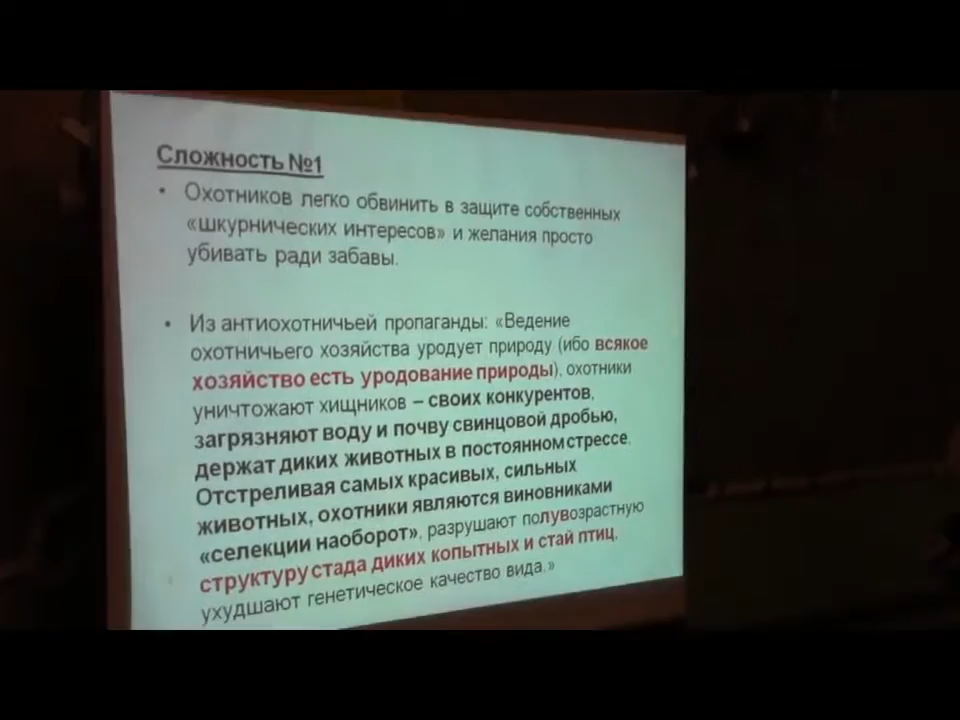 Сложность №1
• Охотников легко обвинить в защите собственных
«шкурнических интересов» и желания просто
убивать ради забавы.
• Из антиохотничьей пропаганды: «Ведение
охотничьего хозяйства уродует природу (ибо всякое
хозяйство есть уродование природы), охотники
уничтожают хищников – своих конкурентов,
загрязняют воду и почву свинцовой дробью,
держат диких животных в постоянном стрессе.
Отстреливая самых красивых, сильных
животных, охотники являются виновниками
«селекции наоборот», разрушают полувозрастную
структуру стада диких копытных и стай птиц,
ухудшают генетическое качество вида.»